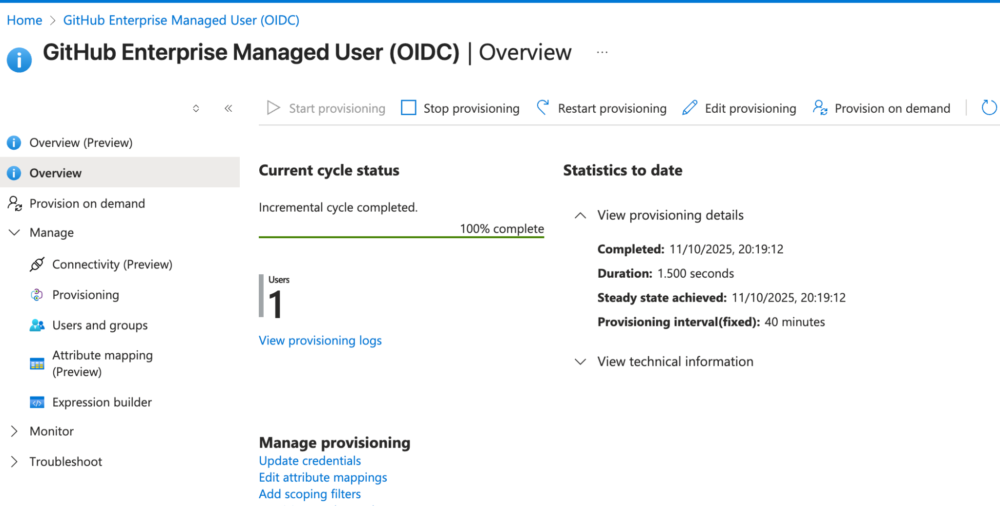 Home > GitHub Enterprise Managed User (OIDC)
GitHub Enterprise Managed User (OIDC) | Overview ...
Start provisioning
Stop provisioning
Restart provisioning
Edit provisioning
Provision on demand
Overview (Preview)
Overview
Provision on demand
Manage
Connectivity (Preview)
Provisioning
Users and groups
Attribute mapping
(Preview)
Expression builder
Monitor
Troubleshoot
Current cycle status
Incremental cycle completed.
100% complete
Users
1
View provisioning logs
Statistics to date
View provisioning details
Completed: 11/10/2025, 20:19:12
Duration: 1.500 seconds
Steady state achieved: 11/10/2025, 20:19:12
Provisioning interval(fixed): 40 minutes
View technical information
Manage provisioning
Update credentials
Edit attribute mappings
Add scoping filters